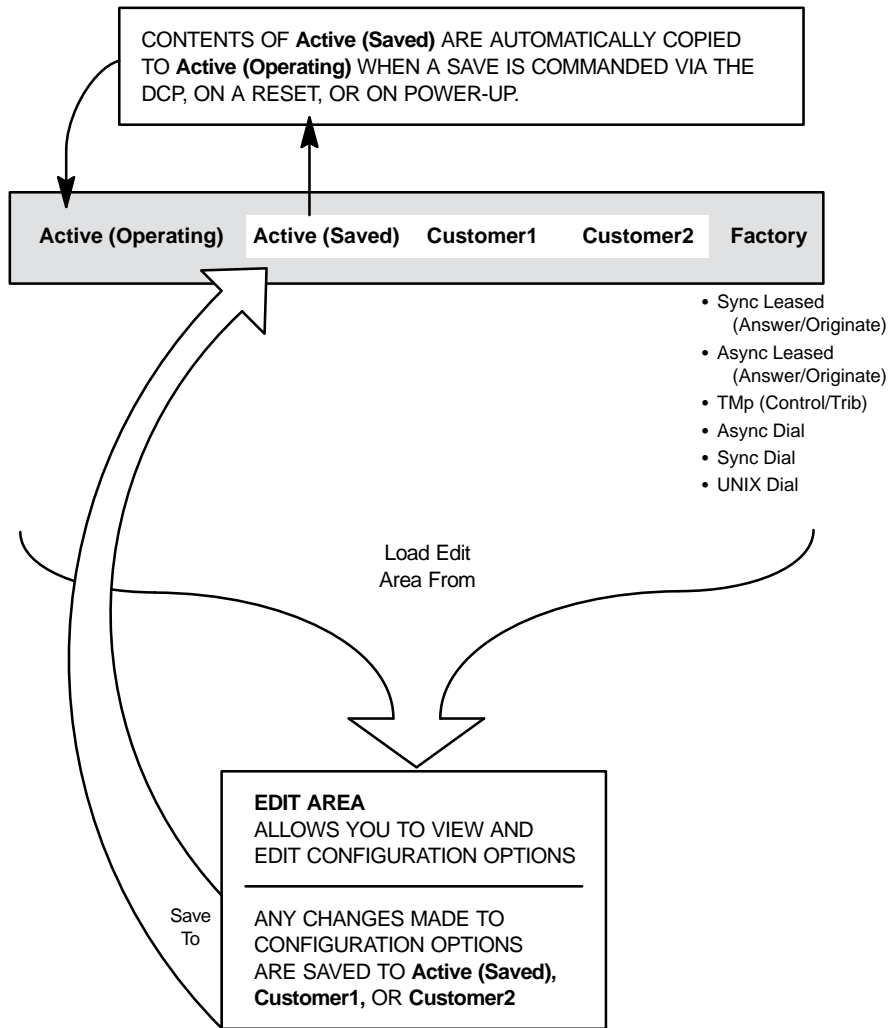 CONTENTS OF Active (Saved) ARE AUTOMATICALLY COPIED
TO Active (Operating) WHEN A SAVE IS COMMANDED VIA THE
DCP, ON A RESET, OR ON POWER-UP.
Active (Operating) Active (Saved) Customer1 Customer2 Factory
• Sync Leased
(Answer/Originate)
• Async Leased
(Answer/Originate)
• TMp (Control/Trib)
• Async Dial
• Sync Dial
• UNIX Dial
Load Edit
Area From
EDIT AREA
ALLOWS YOU TO VIEW AND
EDIT CONFIGURATION OPTIONS
Save
To
ANY CHANGES MADE TO
CONFIGURATION OPTIONS
ARE SAVED TO Active (Saved),
Customer1, OR Customer2